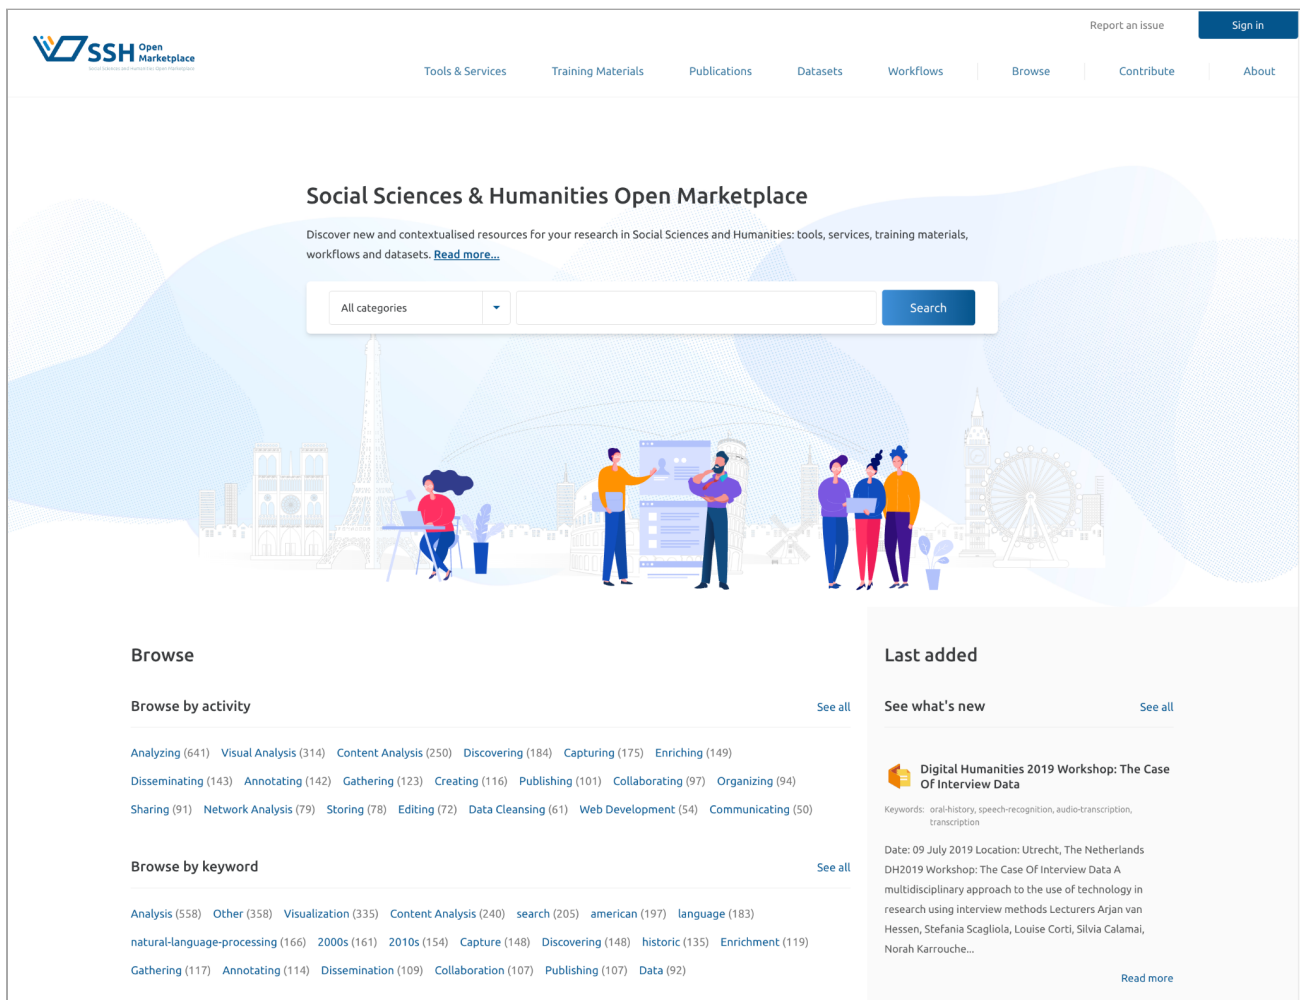 Report an issue
Sign in
SSH Open Marketplace
Social Sciences and Humanities Open Marketplace
Tools & Services
Training Materials
Publications
Datasets
Workflows
Browse
Contribute
About
Social Sciences & Humanities Open Marketplace
Discover new and contextualised resources for your research in Social Sciences and Humanities: tools, services, training materials,
workflows and datasets. Read more...
All categories
Search
Browse
Browse by activity
See all
Analyzing (641) Visual Analysis (314) Content Analysis (250) Discovering (184) Capturing (175) Enriching (149)
Disseminating (143) Annotating (142) Gathering (123) Creating (116) Publishing (101) Collaborating (97) Organizing (94)
Sharing (91) Network Analysis (79) Storing (78) Editing (72) Data Cleansing (61) Web Development (54) Communicating (50)
Browse by keyword
See all
Analysis (558) Other (358) Visualization (335) Content Analysis (240) search (205) american (197) language (183)
natural-language-processing (166) 2000s (161) 2010s (154) Capture (148) Discovering (148) historic (135) Enrichment (119)
Gathering (117) Annotating (114) Dissemination (109) Collaboration (107) Publishing (107) Data (92)
Last added
See what's new
See all
Digital Humanities 2019 Workshop: The Case
Of Interview Data
Keywords: oral-history, speech-recognition, audio-transcription,
transcription
Date: 09 July 2019 Location: Utrecht, The Netherlands
DH2019 Workshop: The Case Of Interview Data A
multidisciplinary approach to the use of technology in
research using interview methods Lecturers Arjan van
Hessen, Stefania Scagliola, Louise Corti, Silvia Calamai,
Norah Karrouche...
Read more